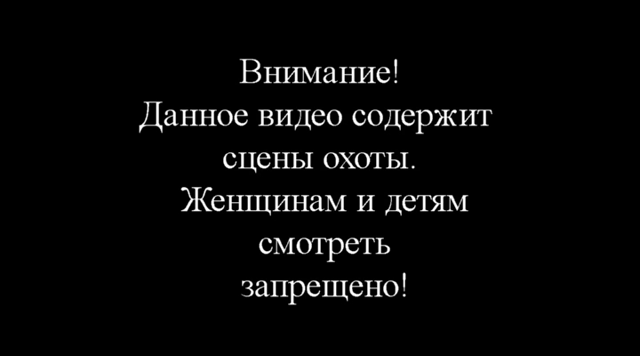 Внимание!
Данное видео содержит
сцены охоты.
Женщинам и детям
смотреть
запрещено!